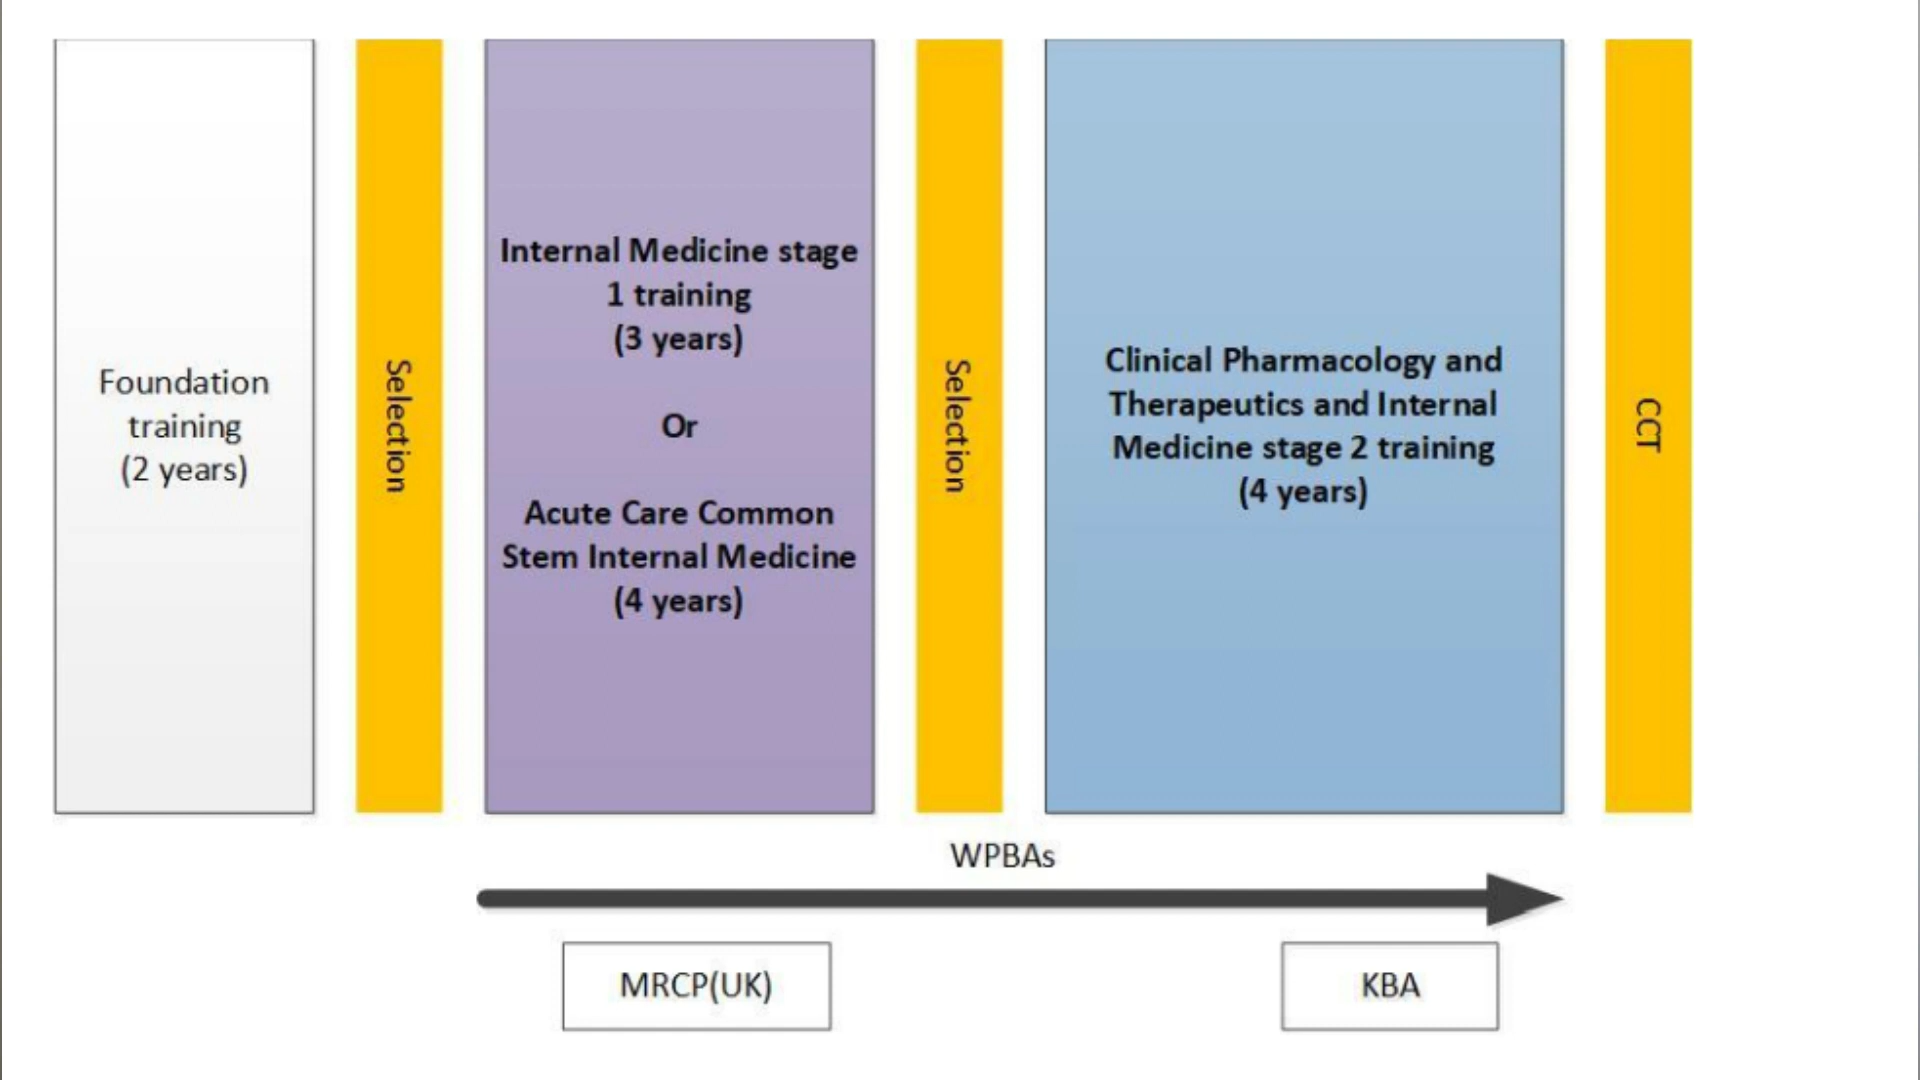 Foundation
training
(2 years)
Selection
Internal Medicine stage
1 training
(3 years)
Or
Acute Care Common
Stem Internal Medicine
(4 years)
Selection
Clinical Pharmacology and
Therapeutics and Internal
Medicine stage 2 training
(4 years)
CCT
WPBAs
MRCP(UK)
KBA